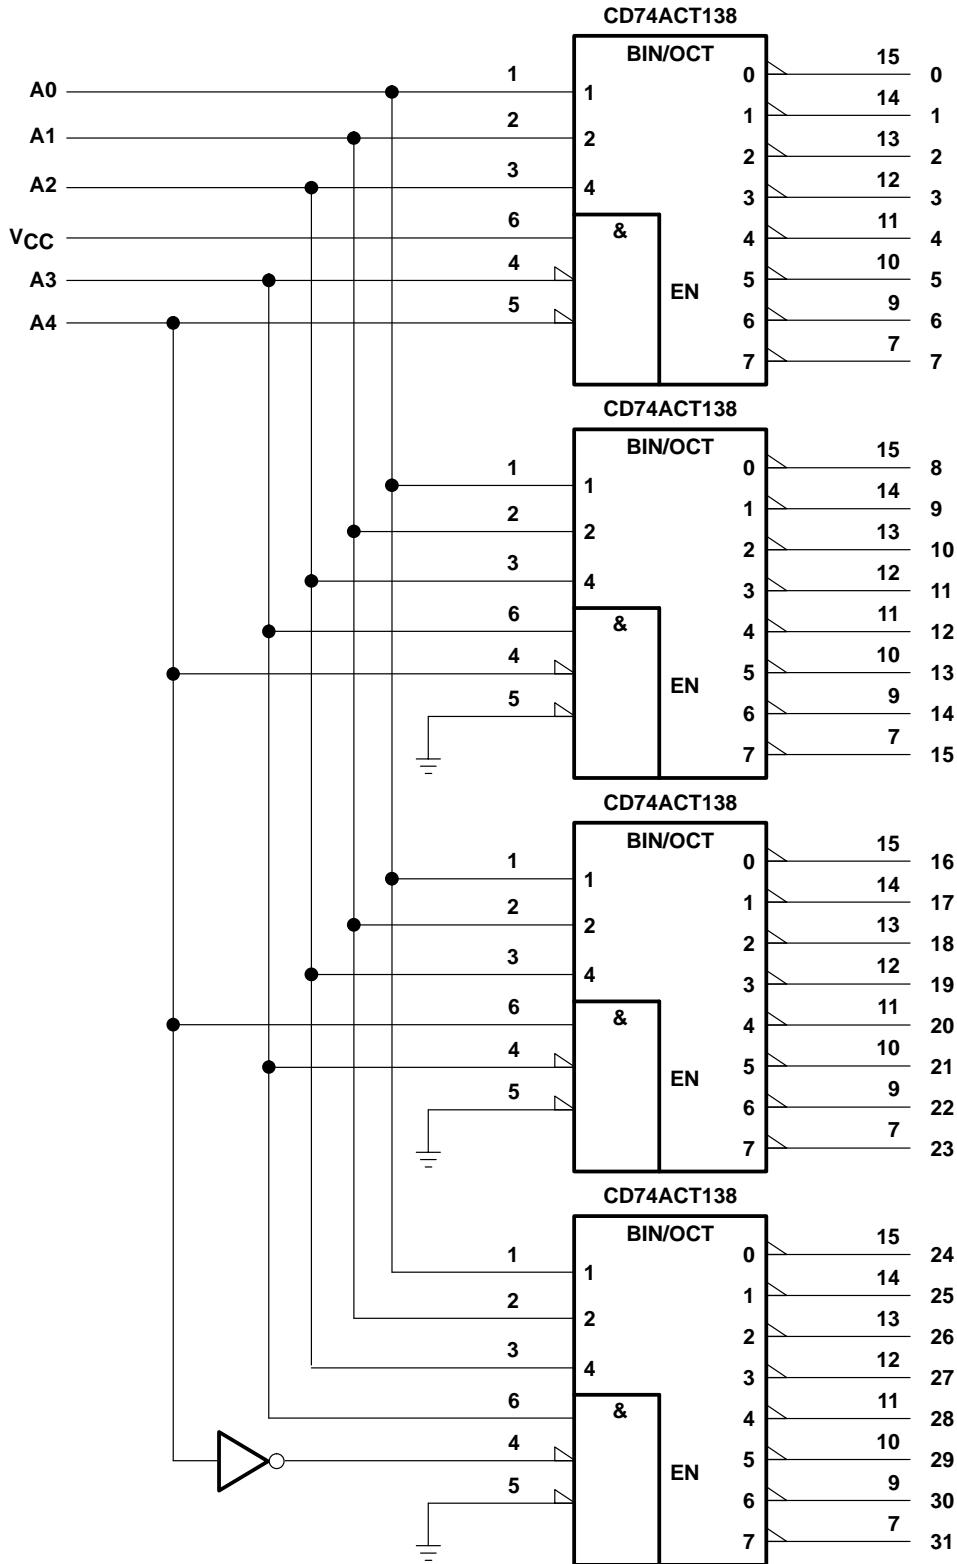 CD74ACT138
BIN/OCT
0 15 0
A0 1 1
1 14 1
A1 2 2
2 13 2
A2 3 4
3 12 3
VCC 6 &
4 11 4
A3 4
5 10 5
EN
A4 5
6 9 6
7 7 7
CD74ACT138
BIN/OCT
0 15 8
1 1
1 14 9
2 2
2 13 10
3 4
3 12 11
6 &
4 11 12
4
5 10 13
EN
5
6 9 14
7 7 15
CD74ACT138
BIN/OCT
0 15 16
1 1
1 14 17
2 2
2 13 18
3 4
3 12 19
6 &
4 11 20
4
5 10 21
EN
5
6 9 22
7 7 23
CD74ACT138
BIN/OCT
0 15 24
1 1
1 14 25
2 2
2 13 26
3 4
3 12 27
6 &
4 11 28
4
5 10 29
EN
5
6 9 30
7 7 31